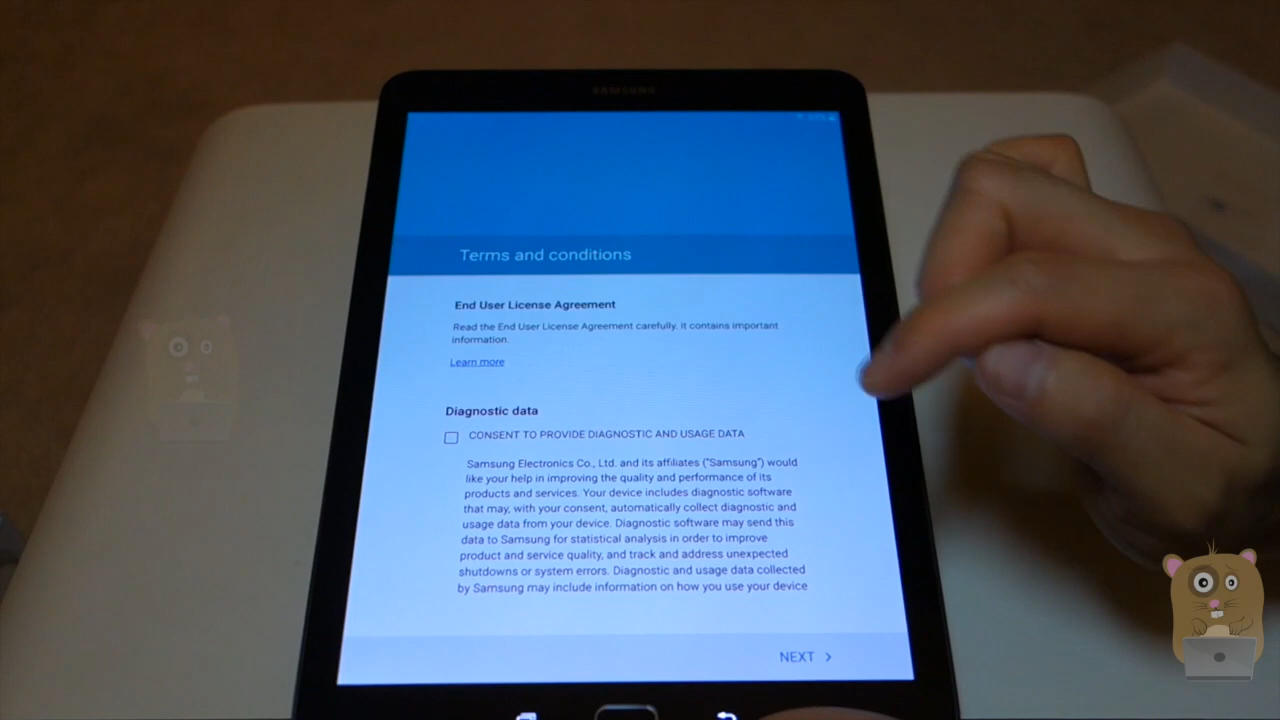 SAMSUNG
Terms and conditions
End User License Agreement
Read the End User License Agreement carefully. It contains important
information.
Learn more
Diagnostic data
CONSENT TO PROVIDE DIAGNOSTIC AND USAGE DATA
Samsung Electronics Co., Ltd. and its affiliates ("Samsung") would
like your help in improving the quality and performance of its
products and services. Your device includes diagnostic software
that may, with your consent, automatically collect diagnostic and
usage data from your device. Diagnostic software may send this
data to Samsung for statistical analysis in order to improve
product and service quality, and track and address unexpected
shutdowns or system errors. Diagnostic and usage data collected
by Samsung may include information on how you use your device
NEXT >